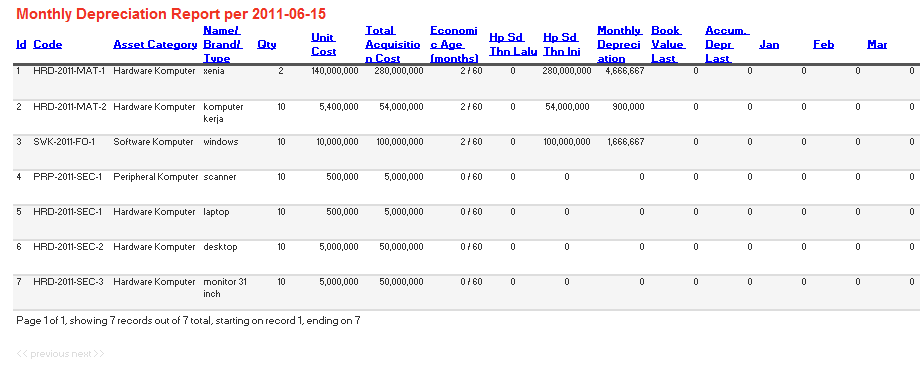 Monthly Depreciation Report per 2011-06-15
Id Code Asset Category Name/ Brand/ Type Qty Unit Cost Total Acquisitio n Cost Economi c Age (months) Hp Sd Thn Lalu Hp Sd Thn Ini Monthly Depreci ation Book Value Last Accum. Depr Last Jan Feb Mar
1 HRD-2011-MAT-1 Hardware Komputer xenia 2 140,000,000 280,000,000 2 / 60 0 280,000,000 4,666,667 0 0 0 0 0
2 HRD-2011-MAT-2 Hardware Komputer komputer kerja 10 5,400,000 54,000,000 2 / 60 0 54,000,000 900,000 0 0 0 0 0
3 SWK-2011-FO-1 Software Komputer windows 10 10,000,000 100,000,000 2 / 60 0 100,000,000 1,666,667 0 0 0 0 0
4 PRP-2011-SEC-1 Peripheral Komputer scanner 10 500,000 5,000,000 0 / 60 0 0 0 0 0 0 0
5 HRD-2011-SEC-1 Hardware Komputer laptop 10 500,000 5,000,000 0 / 60 0 0 0 0 0 0 0
6 HRD-2011-SEC-2 Hardware Komputer desktop 10 5,000,000 50,000,000 0 / 60 0 0 0 0 0 0 0
7 HRD-2011-SEC-3 Hardware Komputer monitor 31 inch 10 5,000,000 50,000,000 0 / 60 0 0 0 0 0 0 0
Page 1 of 1, showing 7 records out of 7 total, starting on record 1, ending on 7
<< previous next >>